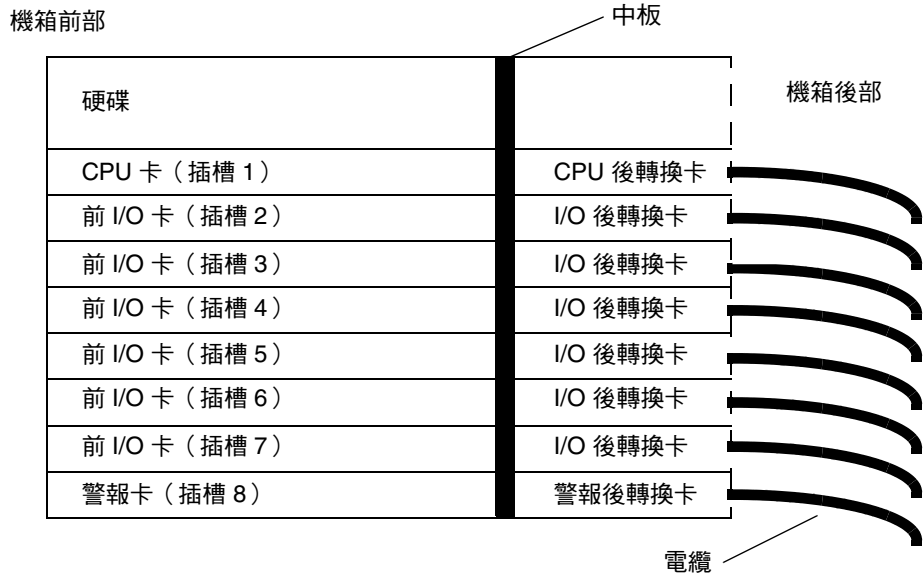 機箱前部
中板
硬碟
機箱後部
CPU 卡（插槽 1） CPU 後轉換卡
前 I/O 卡（插槽 2） I/O 後轉換卡
前 I/O 卡（插槽 3） I/O 後轉換卡
前 I/O 卡（插槽 4） I/O 後轉換卡
前 I/O 卡（插槽 5） I/O 後轉換卡
前 I/O 卡（插槽 6） I/O 後轉換卡
前 I/O 卡（插槽 7） I/O 後轉換卡
警報卡（插槽 8） 警報後轉換卡
電纜